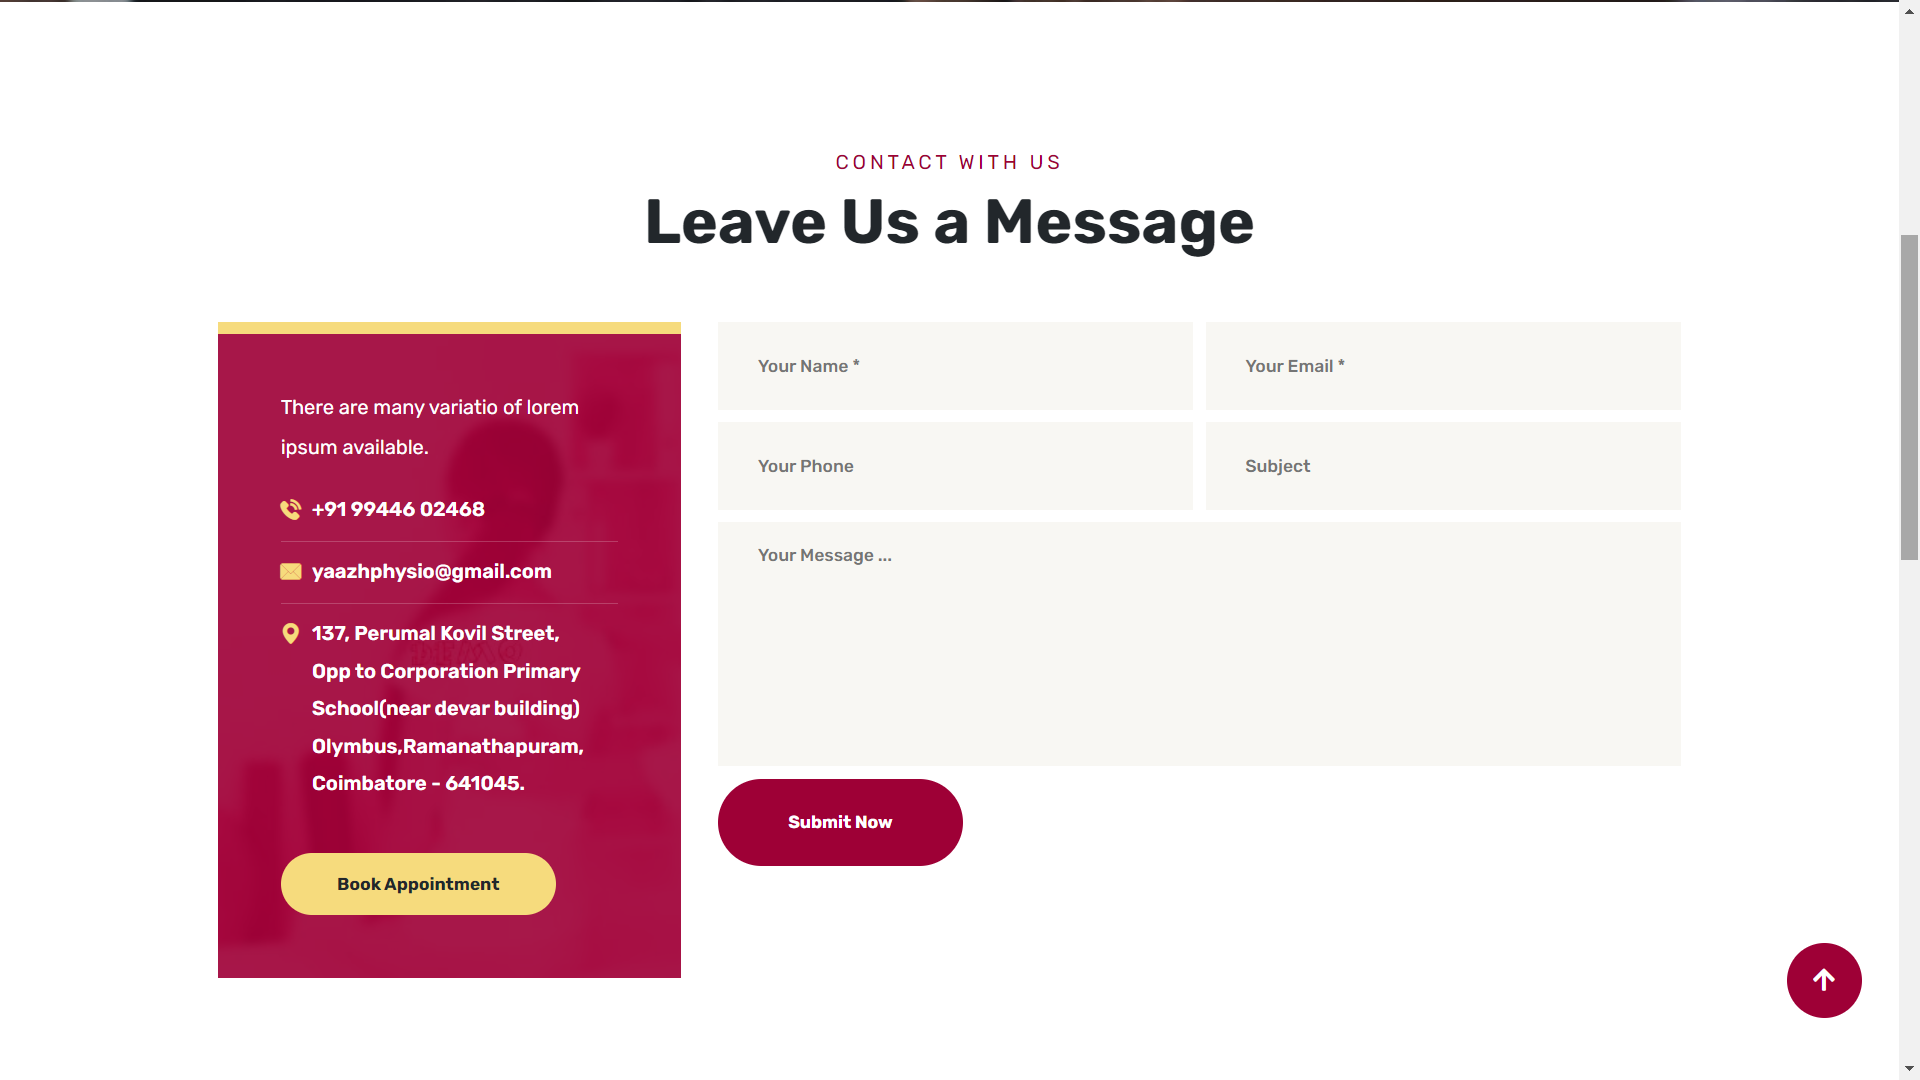 CONTACT WITH US
Leave Us a Message
There are many variatio of lorem
ipsum available.
+91 99446 02468
yaazhphysio@gmail.com
137, Perumal Kovil Street,
Opp to Corporation Primary
School(near devar building)
Olymbus,Ramanathapuram,
Coimbatore - 641045.
Book Appointment
Your Name *
Your Email *
Your Phone
Subject
Your Message ...
Submit Now